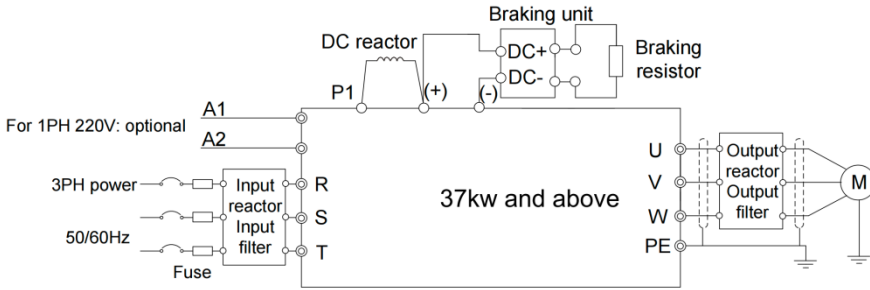 Braking unit
DC reactor
DC+
DC-
Braking
resistor
P1
(+)
(-)
A1
For 1PH 220V: optional
A2
3PH power
50/60Hz
Fuse
Input
reactor
Input
filter
R
S
T
37kw and above
U
V
W
PE
Output
reactor
Output
filter
M